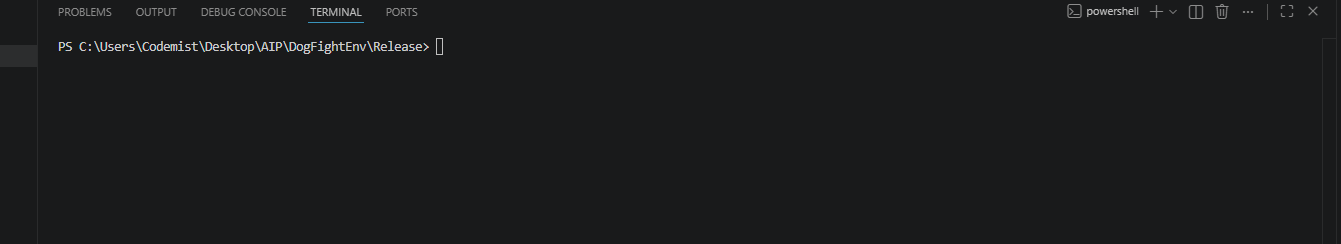 PROBLEMS OUTPUT DEBUG CONSOLE TERMINAL PORTS powershell
PS C:\Users\Codemist\Desktop\AIP\DogFightEnv\Release>